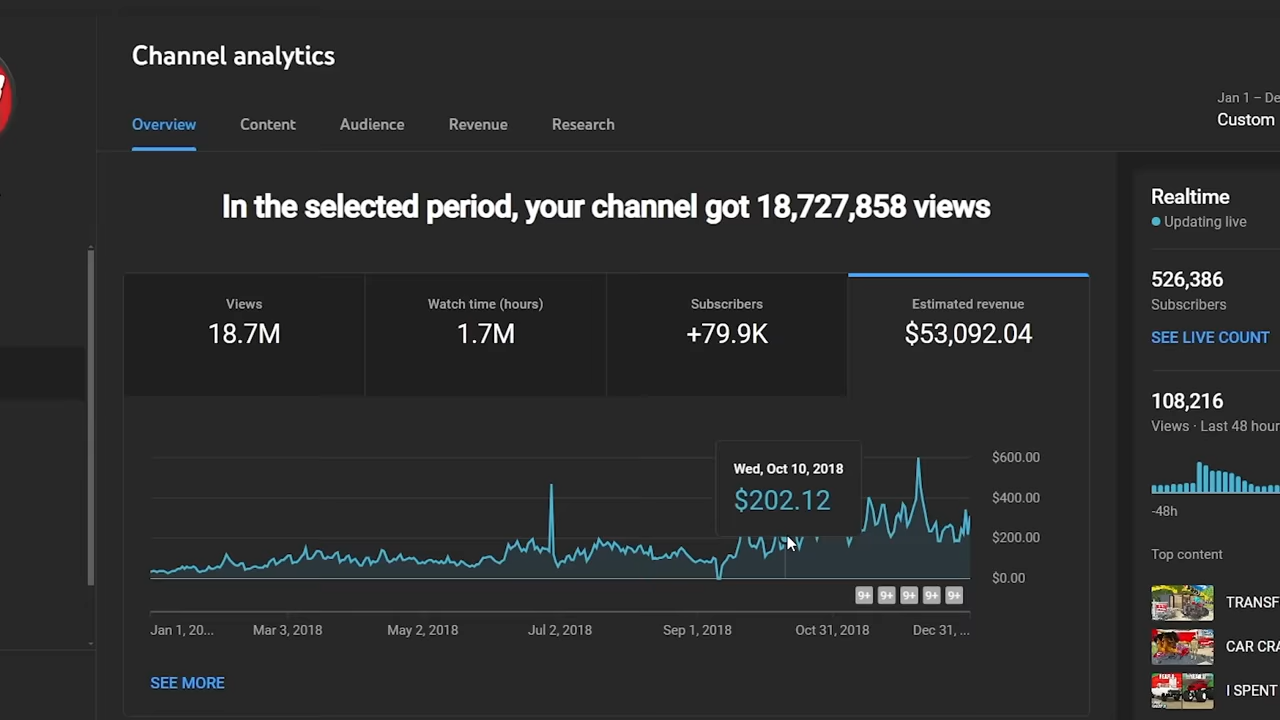 Channel analytics
Jan 1 – De
Custom
Overview Content Audience Revenue Research
In the selected period, your channel got 18,727,858 views
Views
18.7M
Watch time (hours)
1.7M
Subscribers
+79.9K
Estimated revenue
$53,092.04
Wed, Oct 10, 2018
$202.12
$600.00
$400.00
$200.00
$0.00
9+ 9+ 9+ 9+ 9+
Jan 1, 20... Mar 3, 2018 May 2, 2018 Jul 2, 2018 Sep 1, 2018 Oct 31, 2018 Dec 31, ...
SEE MORE
Realtime
Updating live
526,386
Subscribers
SEE LIVE COUNT
108,216
Views · Last 48 hour
-48h
Top content
TRANSF
CAR CRA
I SPENT